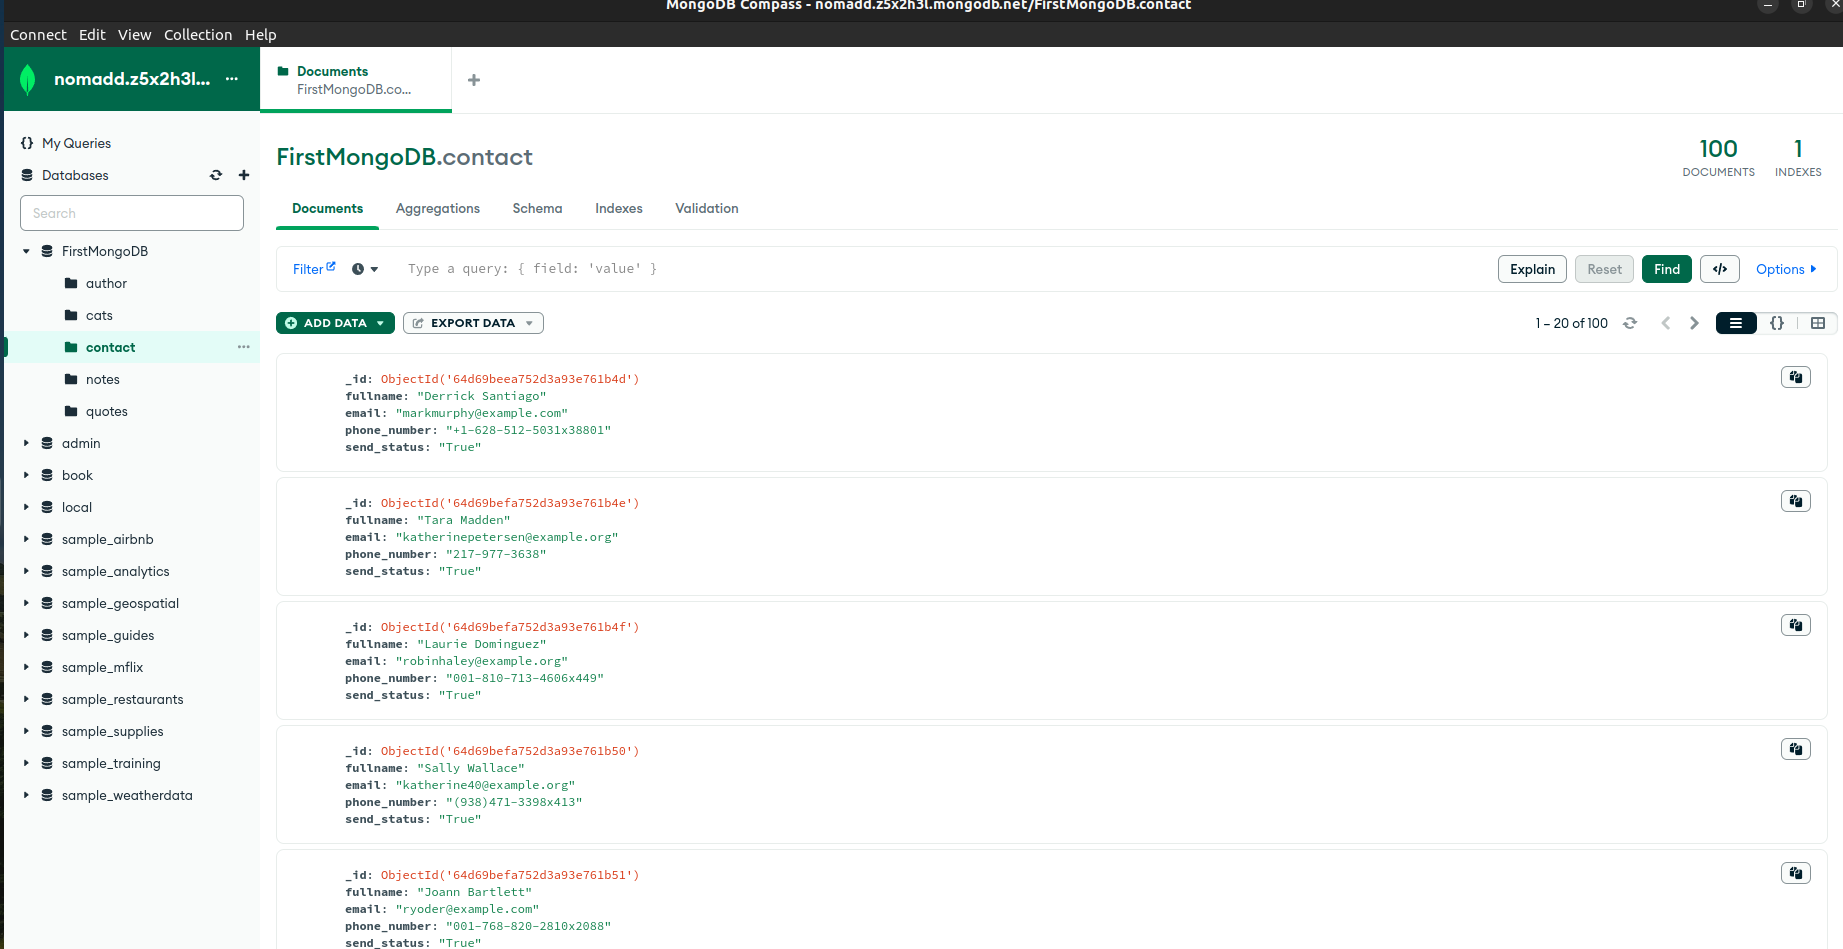 MongoDB Compass - nomadd.z5x2h3l.mongodb.net/FirstMongoDB.contact
Connect Edit View Collection Help
nomadd.z5x2h3l... ...
Documents
FirstMongoDB.co...
{} My Queries
Databases
Search
FirstMongoDB
author
cats
contact ...
notes
quotes
admin
book
local
sample_airbnb
sample_analytics
sample_geospatial
sample_guides
sample_mflix
sample_restaurants
sample_supplies
sample_training
sample_weatherdata
FirstMongoDB.contact
100
DOCUMENTS
1
INDEXES
Documents Aggregations Schema Indexes Validation
Filter Type a query: { field: 'value' } Explain Reset Find </> Options
ADD DATA EXPORT DATA 1 – 20 of 100 {}
_id: ObjectId('64d69beea752d3a93e761b4d')
fullname: "Derrick Santiago"
email: "markmurphy@example.com"
phone_number: "+1-628-512-5031x38801"
send_status: "True"
_id: ObjectId('64d69befa752d3a93e761b4e')
fullname: "Tara Madden"
email: "katherinepetersen@example.org"
phone_number: "217-977-3638"
send_status: "True"
_id: ObjectId('64d69befa752d3a93e761b4f')
fullname: "Laurie Dominguez"
email: "robinhaley@example.org"
phone_number: "001-810-713-4606x449"
send_status: "True"
_id: ObjectId('64d69befa752d3a93e761b50')
fullname: "Sally Wallace"
email: "katherine40@example.org"
phone_number: "(938)471-3398x413"
send_status: "True"
_id: ObjectId('64d69befa752d3a93e761b51')
fullname: "Joann Bartlett"
email: "ryoder@example.com"
phone_number: "001-768-820-2810x2088"
send_status: "True"